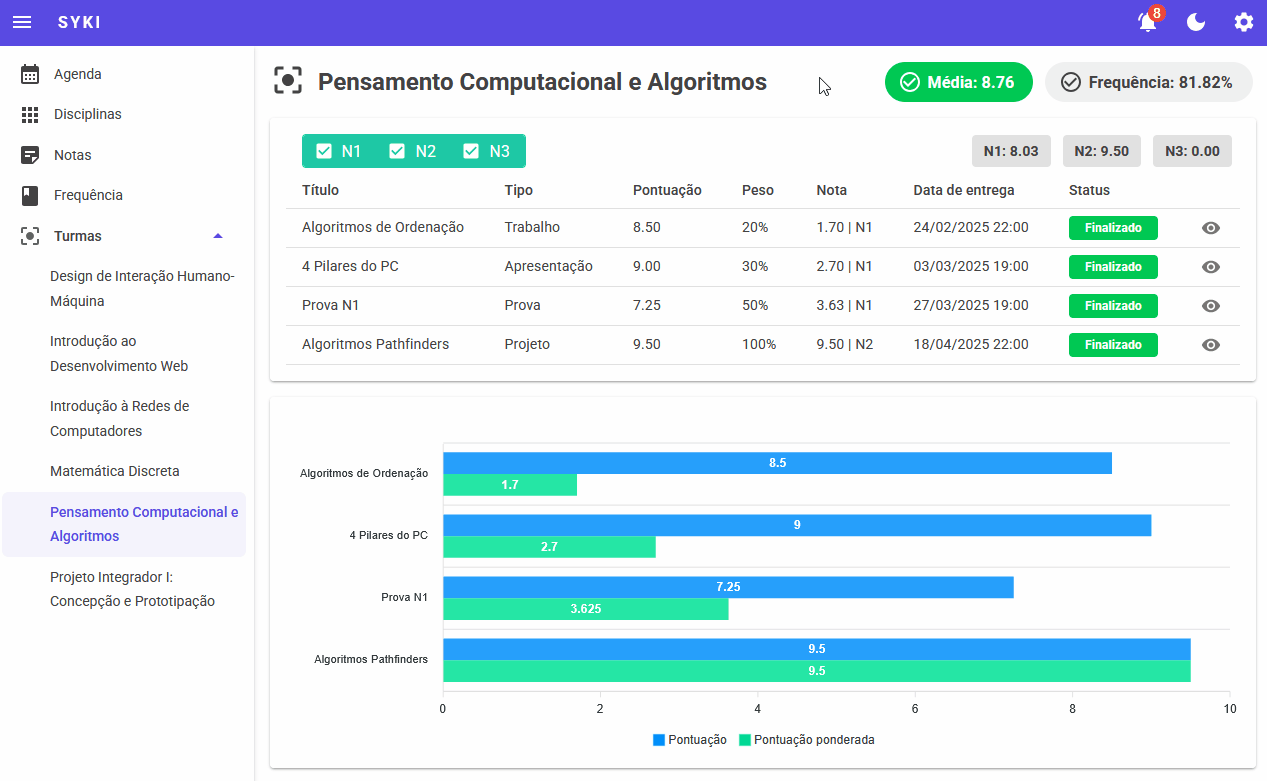 SYKI
8
Agenda
Disciplinas
Notas
Frequência
Turmas
Design de Interação Humano-
Máquina
Introdução ao
Desenvolvimento Web
Introdução à Redes de
Computadores
Matemática Discreta
Pensamento Computacional e
Algoritmos
Projeto Integrador I:
Concepção e Prototipação
Pensamento Computacional e Algoritmos
Média: 8.76
Frequência: 81.82%
N1 N2 N3
N1: 8.03 N2: 9.50 N3: 0.00
Título Tipo Pontuação Peso Nota Data de entrega Status
Algoritmos de Ordenação Trabalho 8.50 20% 1.70 | N1 24/02/2025 22:00 Finalizado
4 Pilares do PC Apresentação 9.00 30% 2.70 | N1 03/03/2025 19:00 Finalizado
Prova N1 Prova 7.25 50% 3.63 | N1 27/03/2025 19:00 Finalizado
Algoritmos Pathfinders Projeto 9.50 100% 9.50 | N2 18/04/2025 22:00 Finalizado
8.5
Algoritmos de Ordenação
1.7
9
4 Pilares do PC
2.7
7.25
Prova N1
3.625
9.5
Algoritmos Pathfinders
9.5
0 2 4 6 8 10
Pontuação Pontuação ponderada